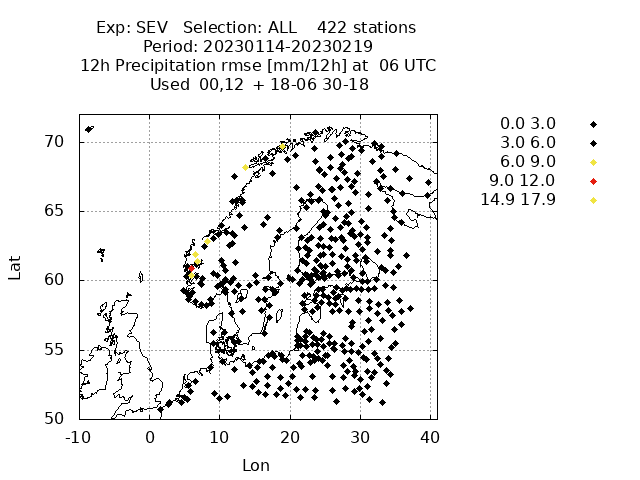 Exp: SEV   Selection: ALL    422 stations
Period: 20230114-20230219
12h Precipitation rmse [mm/12h] at  06 UTC
Used  00,12  + 18-06 30-18
0.0 3.0
3.0 6.0
6.0 9.0
9.0 12.0
14.9 17.9
70
65
60
55
50
Lat
-10 0 10 20 30 40
Lon